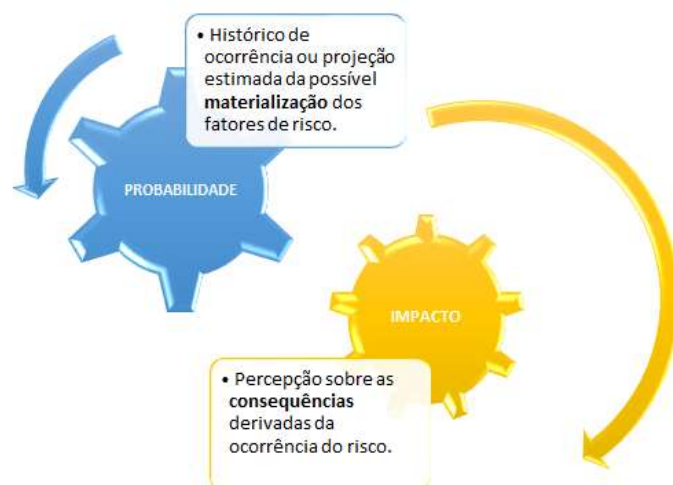 • Histórico de
ocorrência ou projeção
estimada da possível
materialização dos
fatores de risco.
PROBABILIDADE
IMPACTO
• Percepção sobre as
consequências
derivadas da
ocorrência do risco.